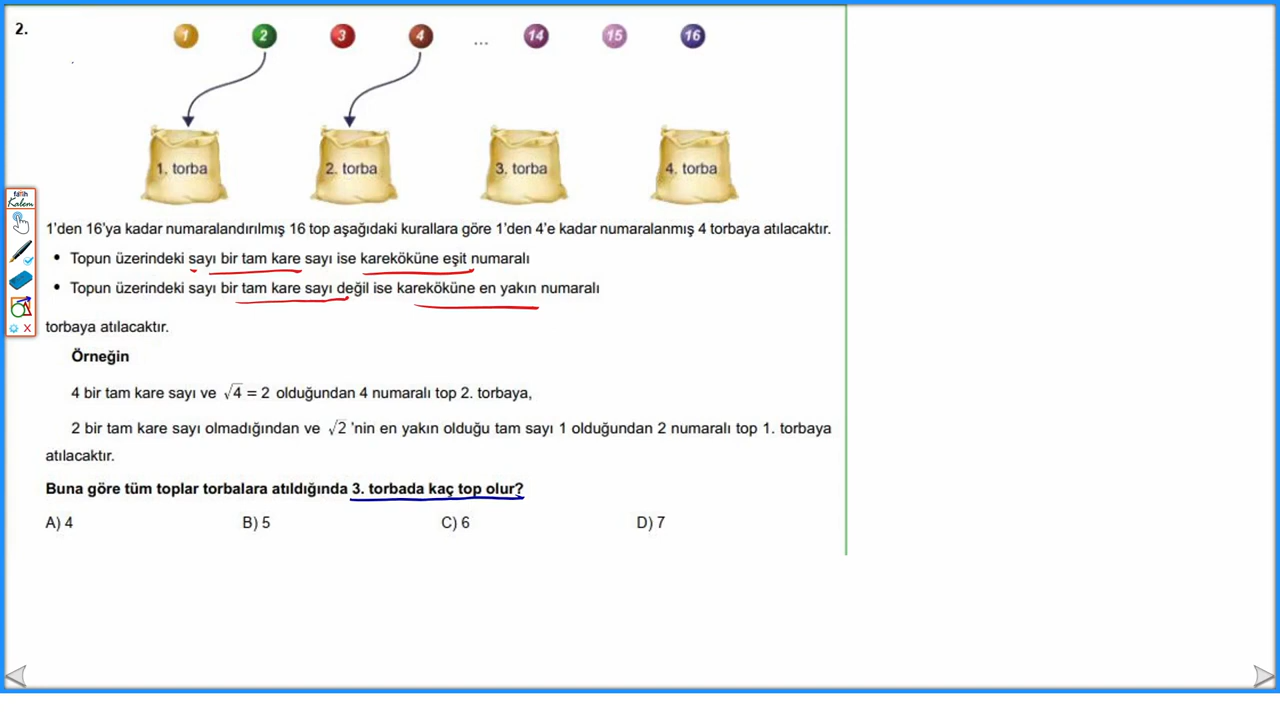 2.
1 2 3 4 ... 14 15 16
1. torba 2. torba 3. torba 4. torba
fatih
Kalem
1'den 16'ya kadar numaralandırılmış 16 top aşağıdaki kurallara göre 1'den 4'e kadar numaralanmış 4 torbaya atılacaktır.
• Topun üzerindeki sayı bir tam kare sayı ise kareköküne eşit numaralı
• Topun üzerindeki sayı bir tam kare sayı değil ise kareköküne en yakın numaralı
torbaya atılacaktır.
Örneğin
4 bir tam kare sayı ve √4 = 2 olduğundan 4 numaralı top 2. torbaya,
2 bir tam kare sayı olmadığından ve √2 'nin en yakın olduğu tam sayı 1 olduğundan 2 numaralı top 1. torbaya
atılacaktır.
Buna göre tüm toplar torbalara atıldığında 3. torbada kaç top olur?
A) 4 B) 5 C) 6 D) 7